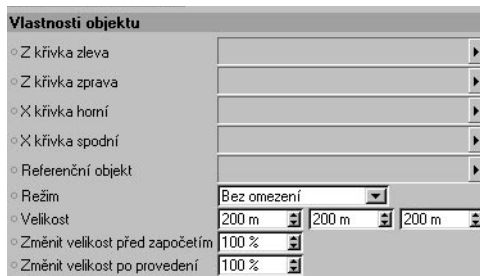 Vlastnosti objektu
Z křivka zleva
Z křivka zprava
X křivka horní
X křivka spodní
Referenční objekt
Režim Bez omezení
Velikost 200 m 200 m 200 m
Změnit velikost před započetím 100 %
Změnit velikost po provedení 100 %